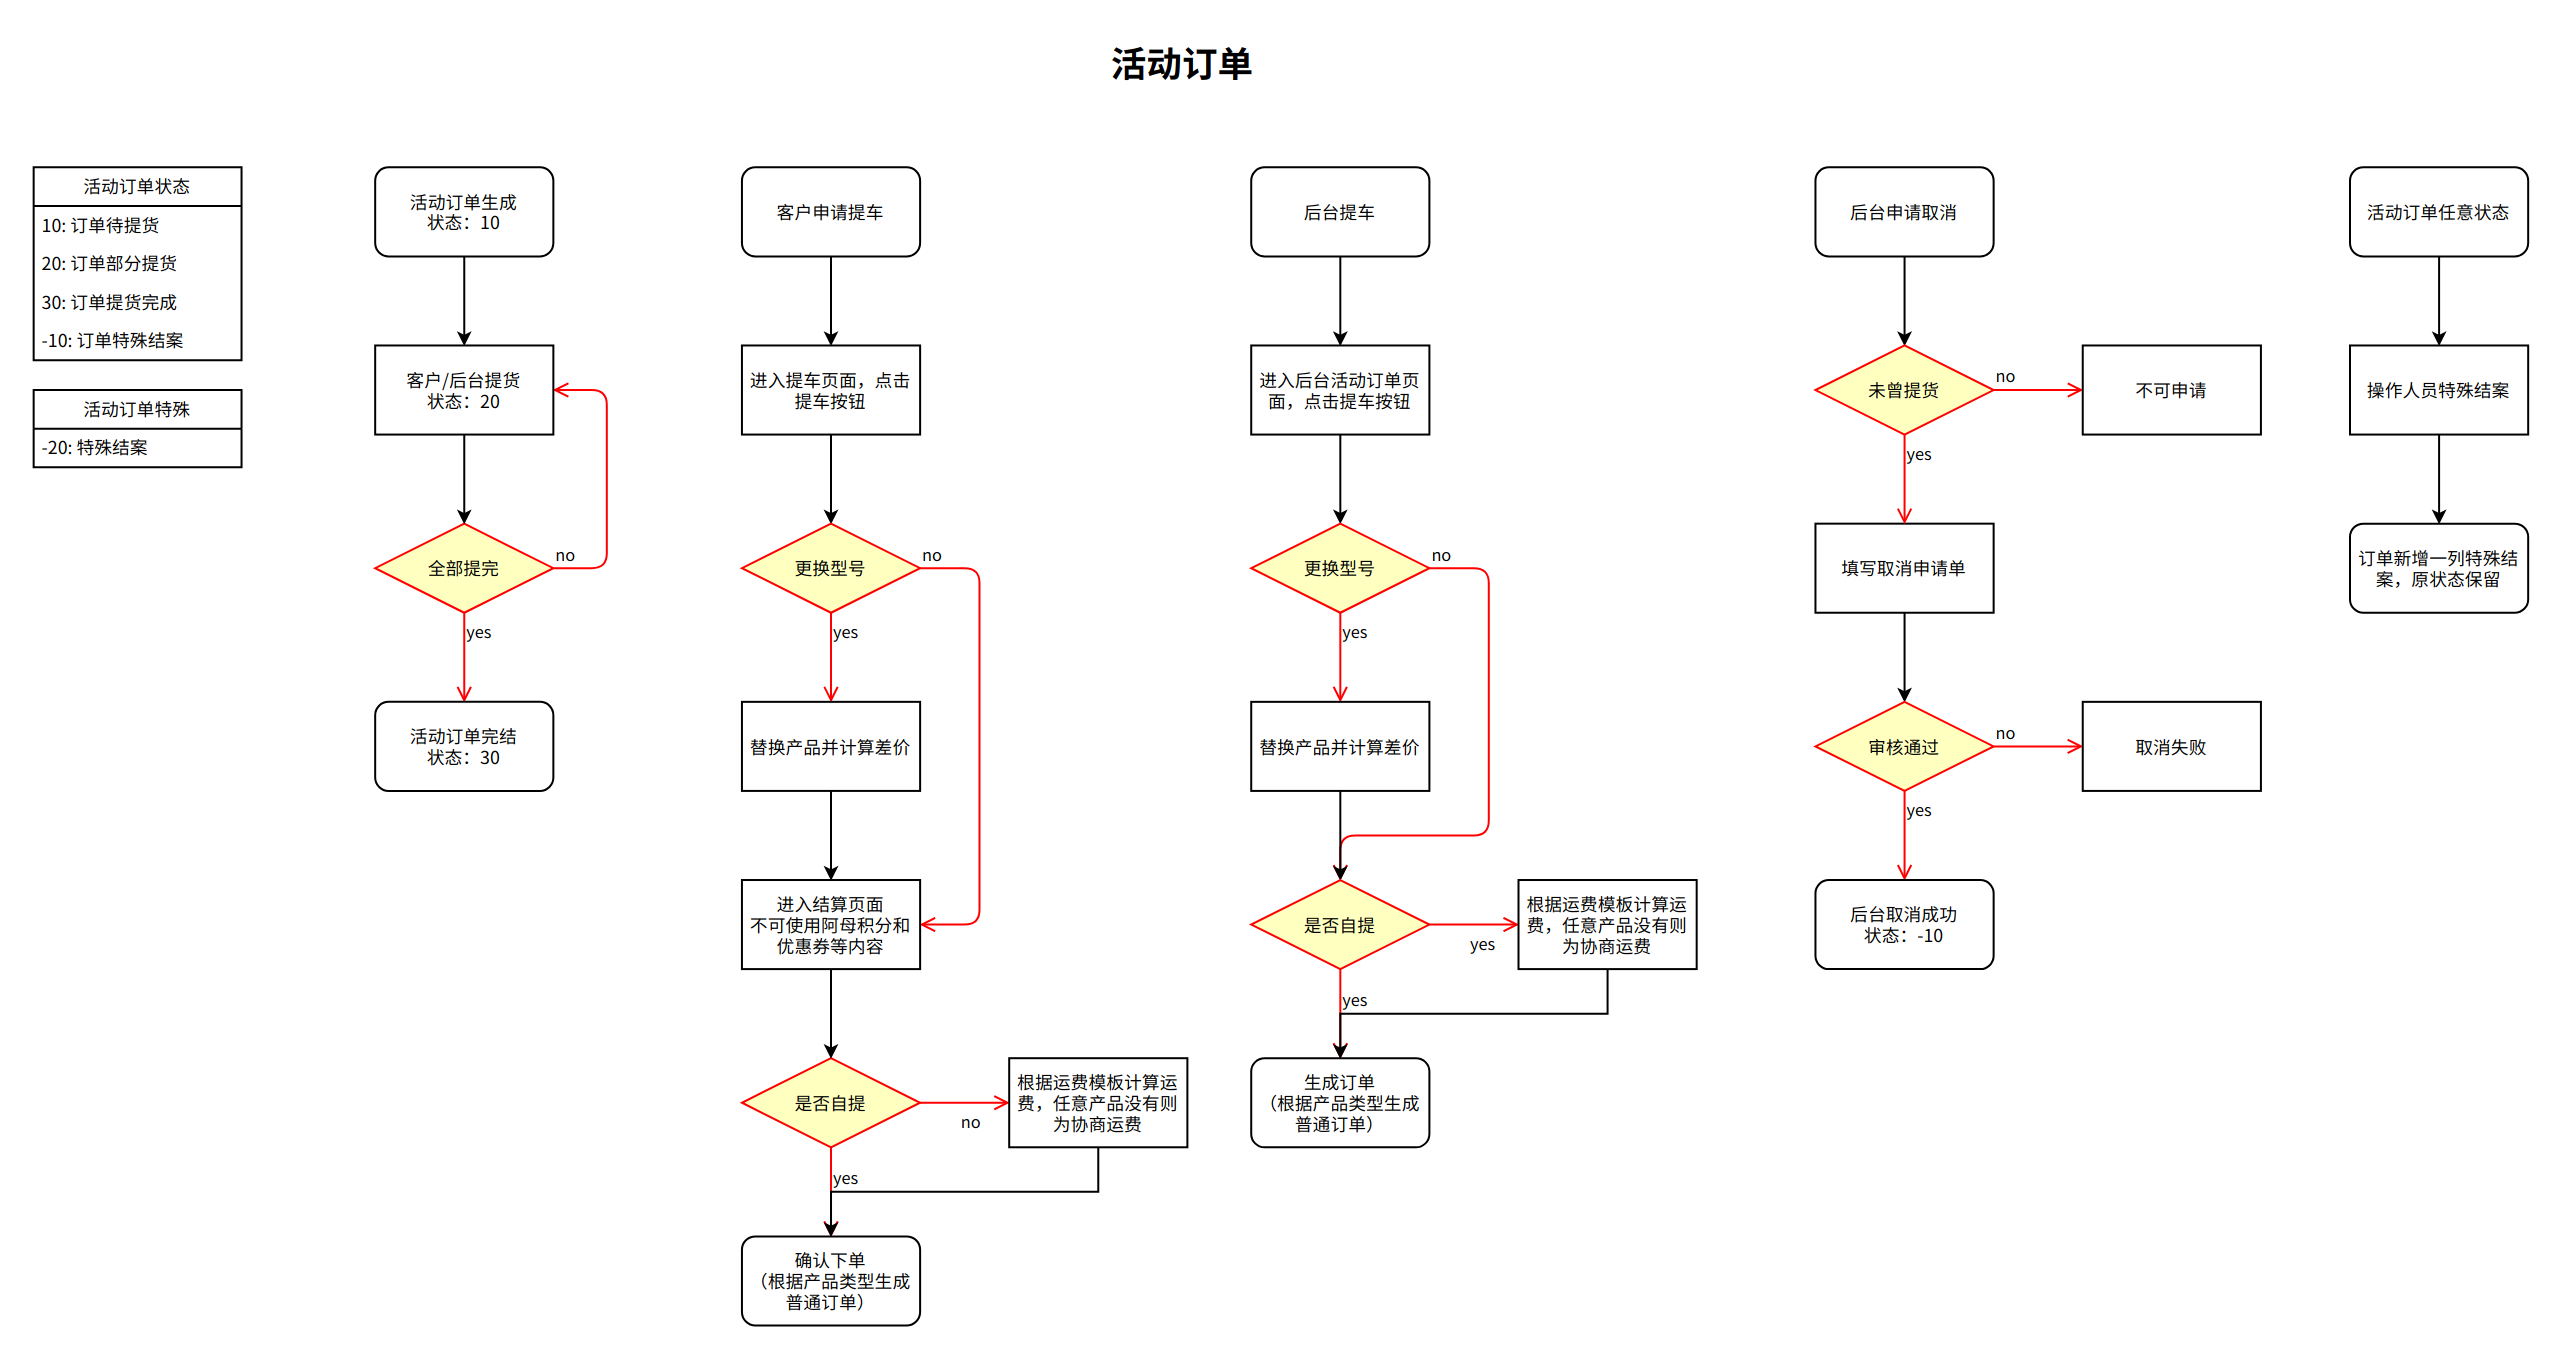 活动订单
活动订单状态
10: 订单待提货
20: 订单部分提货
30: 订单提货完成
-10: 订单特殊结案
活动订单特殊
-20: 特殊结案
活动订单生成
状态：10
客户/后台提货
状态：20
全部提完
no
yes
活动订单完结
状态：30
客户申请提车
进入提车页面，点击
提车按钮
更换型号
no
yes
替换产品并计算差价
进入结算页面
不可使用阿母积分和
优惠券等内容
是否自提
no
根据运费模板计算运
费，任意产品没有则
为协商运费
yes
确认下单
（根据产品类型生成
普通订单）
后台提车
进入后台活动订单页
面，点击提车按钮
更换型号
no
yes
替换产品并计算差价
是否自提
yes
根据运费模板计算运
费，任意产品没有则
为协商运费
yes
生成订单
（根据产品类型生成
普通订单）
后台申请取消
未曾提货
no
不可申请
yes
填写取消申请单
审核通过
no
取消失败
yes
后台取消成功
状态：-10
活动订单任意状态
操作人员特殊结案
订单新增一列特殊结
案，原状态保留